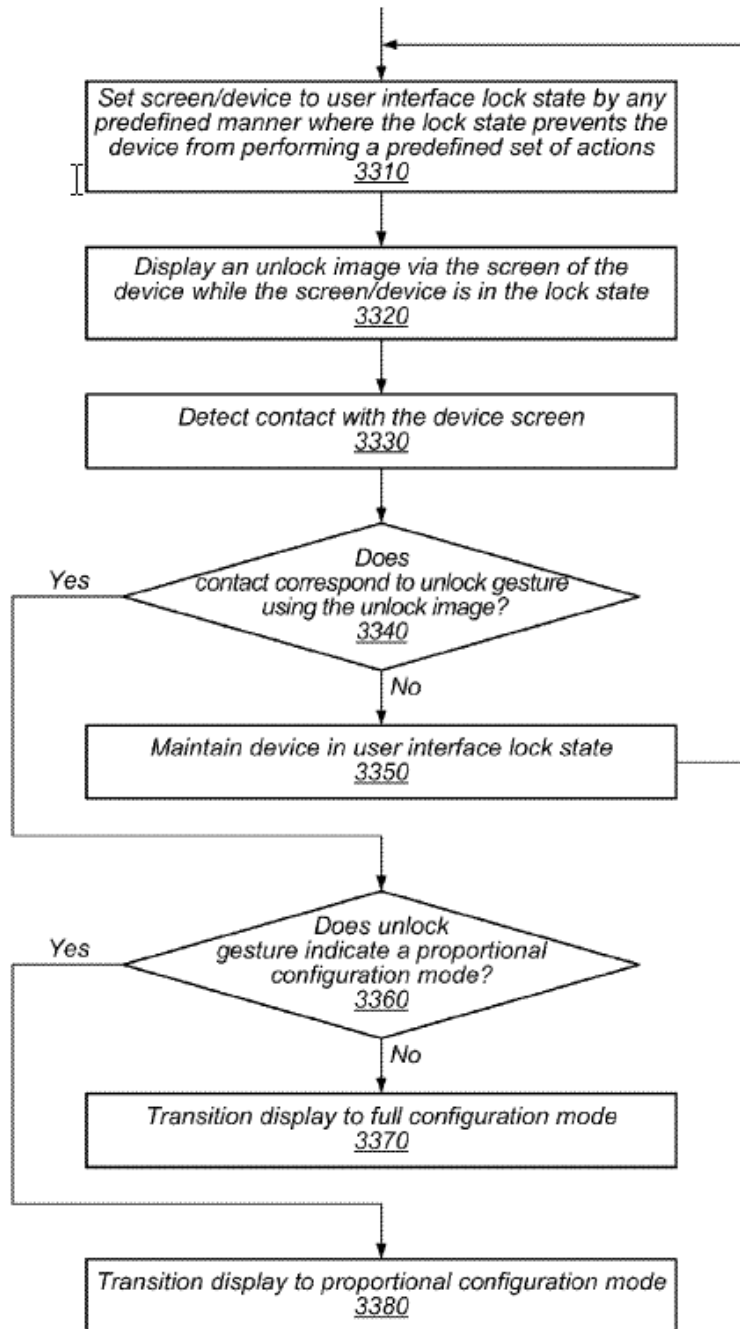 Set screen/device to user interface lock state by any
predefined manner where the lock state prevents the
device from performing a predefined set of actions
3310
Display an unlock image via the screen of the
device while the screen/device is in the lock state
3320
Detect contact with the device screen
3330
Does
contact correspond to unlock gesture
using the unlock image?
3340
Yes
No
Maintain device in user interface lock state
3350
Does unlock
gesture indicate a proportional
configuration mode?
3360
Yes
No
Transition display to full configuration mode
3370
Transition display to proportional configuration mode
3380